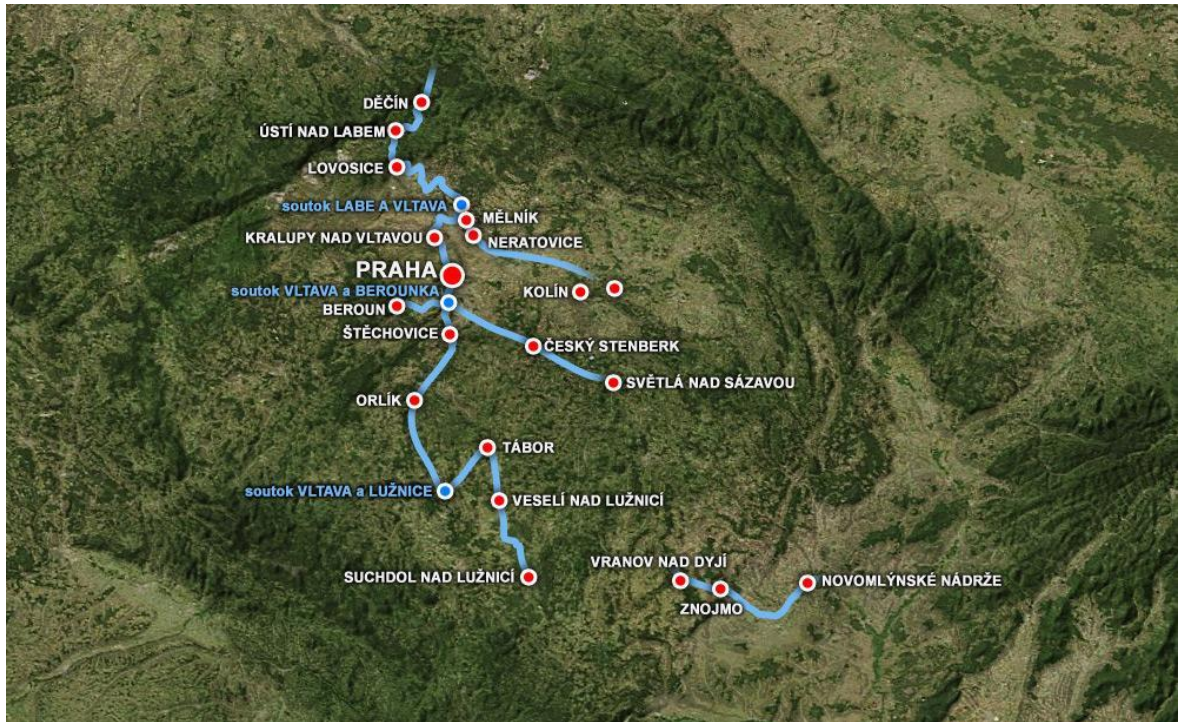 DĚČÍN
ÚSTÍ NAD LABEM
LOVOSICE
soutok LABE A VLTAVA
MĚLNÍK
KRALUPY NAD VLTAVOU
NERATOVICE
PRAHA
soutok VLTAVA a BEROUNKA
KOLÍN
BEROUN
ŠTĚCHOVICE
ČESKÝ STENBERK
SVĚTLÁ NAD SÁZAVOU
ORLÍK
TÁBOR
soutok VLTAVA a LUŽNICE
VESELÍ NAD LUŽNICÍ
VRANOV NAD DYJÍ
SUCHDOL NAD LUŽNICÍ
NOVOMLÝNSKÉ NÁDRŽE
ZNOJMO